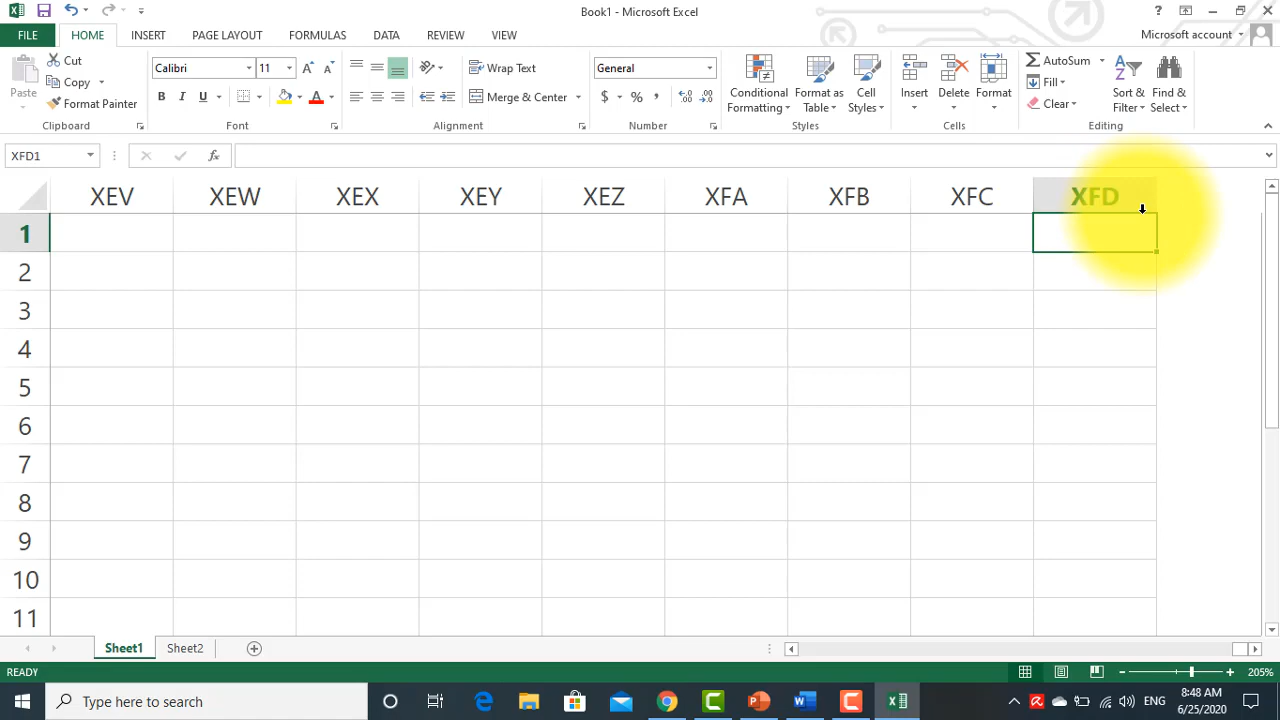 Book1 - Microsoft Excel
?
FILE HOME INSERT PAGE LAYOUT FORMULAS DATA REVIEW VIEW
Microsoft account
Paste
Cut
Copy
Format Painter
Clipboard
Calibri 11
B I U A
Font
Wrap Text
Merge & Center
Alignment
General
$ % ,
Number
Conditional Formatting
Format as Table
Cell Styles
Styles
Insert Delete Format
Cells
AutoSum
Fill
Clear
Sort & Filter
Find & Select
Editing
XFD1
fx
XEV XEW XEX XEY XEZ XFA XFB XFC XFD
1
2
3
4
5
6
7
8
9
10
11
Sheet1 Sheet2
READY
205%
Type here to search
ENG
8:48 AM
6/25/2020